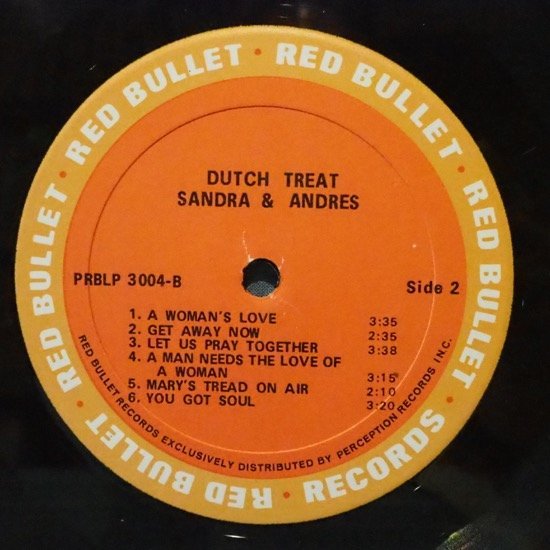 RED BULLET • RED BULLET • RED BULLET • RECORDS • RED BULLET • RED BULLET •
DUTCH TREAT
SANDRA & ANDRES
PRBLP 3004-B
Side 2
1. A WOMAN'S LOVE 3:35
2. GET AWAY NOW 2:35
3. LET US PRAY TOGETHER 3:38
4. A MAN NEEDS THE LOVE OF
A WOMAN 3:15
5. MARY'S TREAD ON AIR 2:10
6. YOU GOT SOUL 3:20
RED BULLET RECORDS EXCLUSIVELY DISTRIBUTED BY PERCEPTION RECORDS INC.